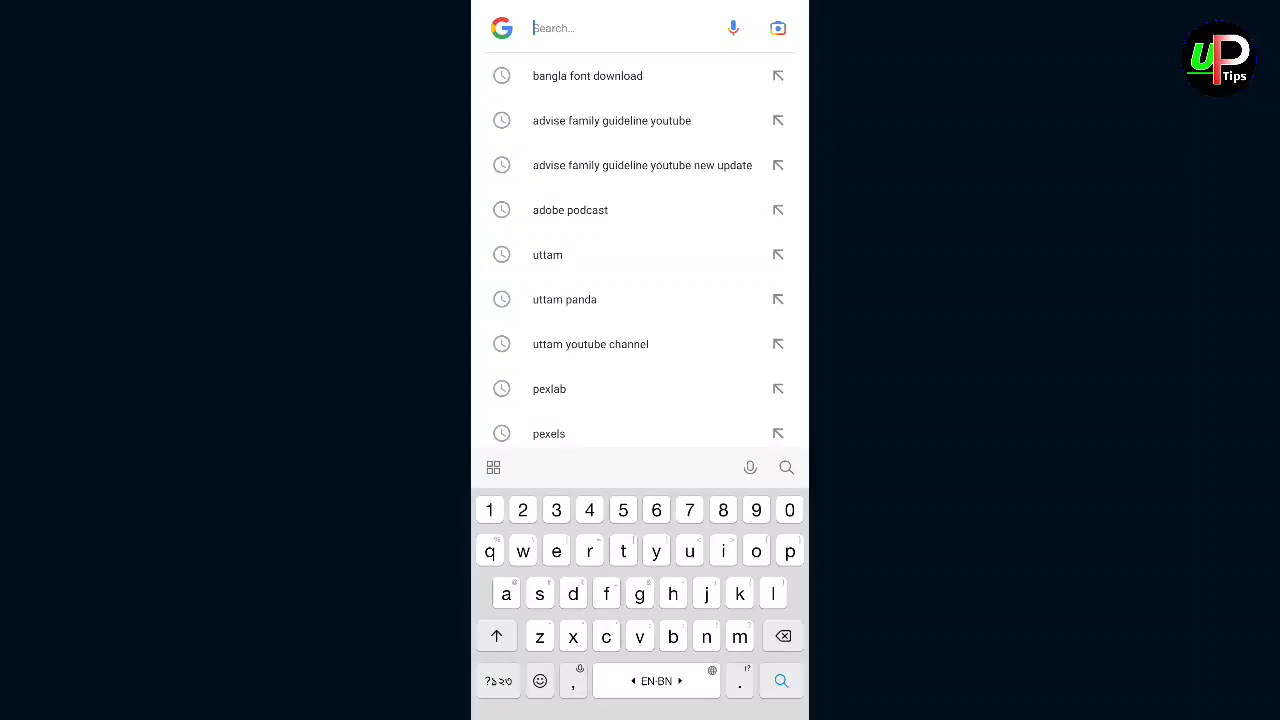 Search...
bangla font download
advise family guideline youtube
advise family guideline youtube new update
adobe podcast
uttam
uttam panda
uttam youtube channel
pexlab
pexels
1 2 3 4 5 6 7 8 9 0
q w e r t y u i o p
a s d f g h j k l
z x c v b n m
?১২৩ , EN·BN . !?
UP Tips